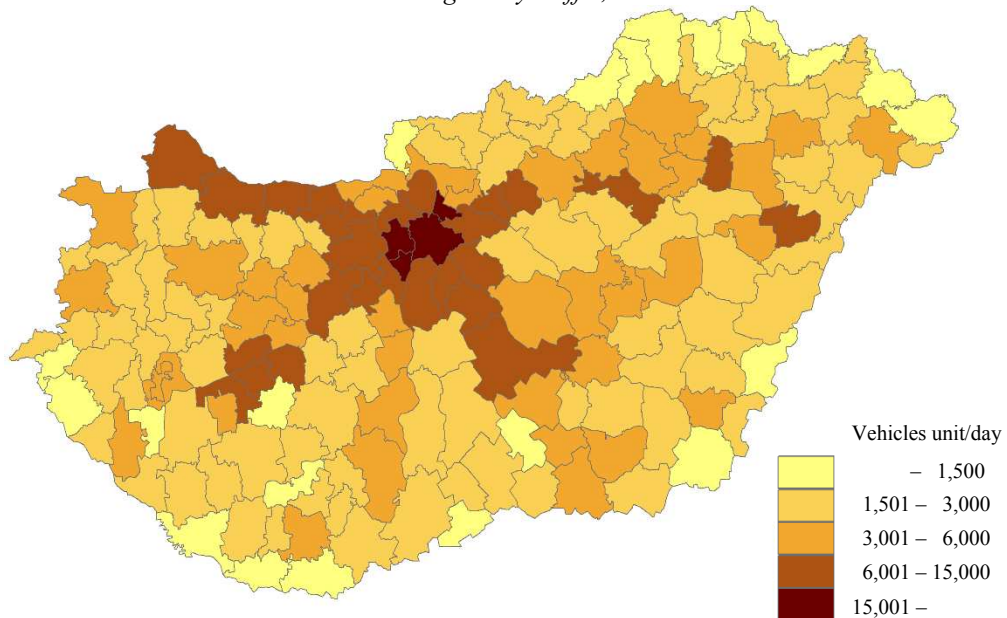 Vehicles unit/day
– 1,500
1,501 – 3,000
3,001 – 6,000
6,001 – 15,000
15,001 –